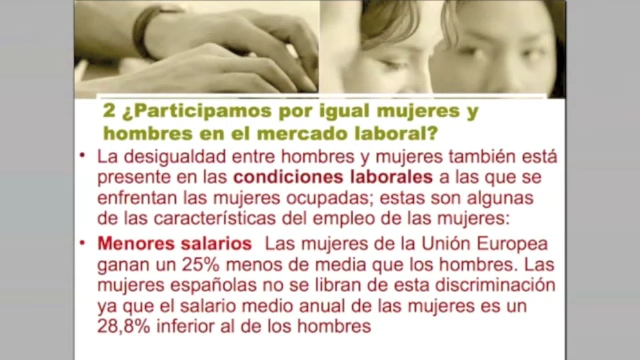 2 ¿Participamos por igual mujeres y
hombres en el mercado laboral?
• La desigualdad entre hombres y mujeres también está
presente en las condiciones laborales a las que se
enfrentan las mujeres ocupadas; estas son algunas
de las características del empleo de las mujeres:
• Menores salarios Las mujeres de la Unión Europea
ganan un 25% menos de media que los hombres. Las
mujeres españolas no se libran de esta discriminación
ya que el salario medio anual de las mujeres es un
28,8% inferior al de los hombres